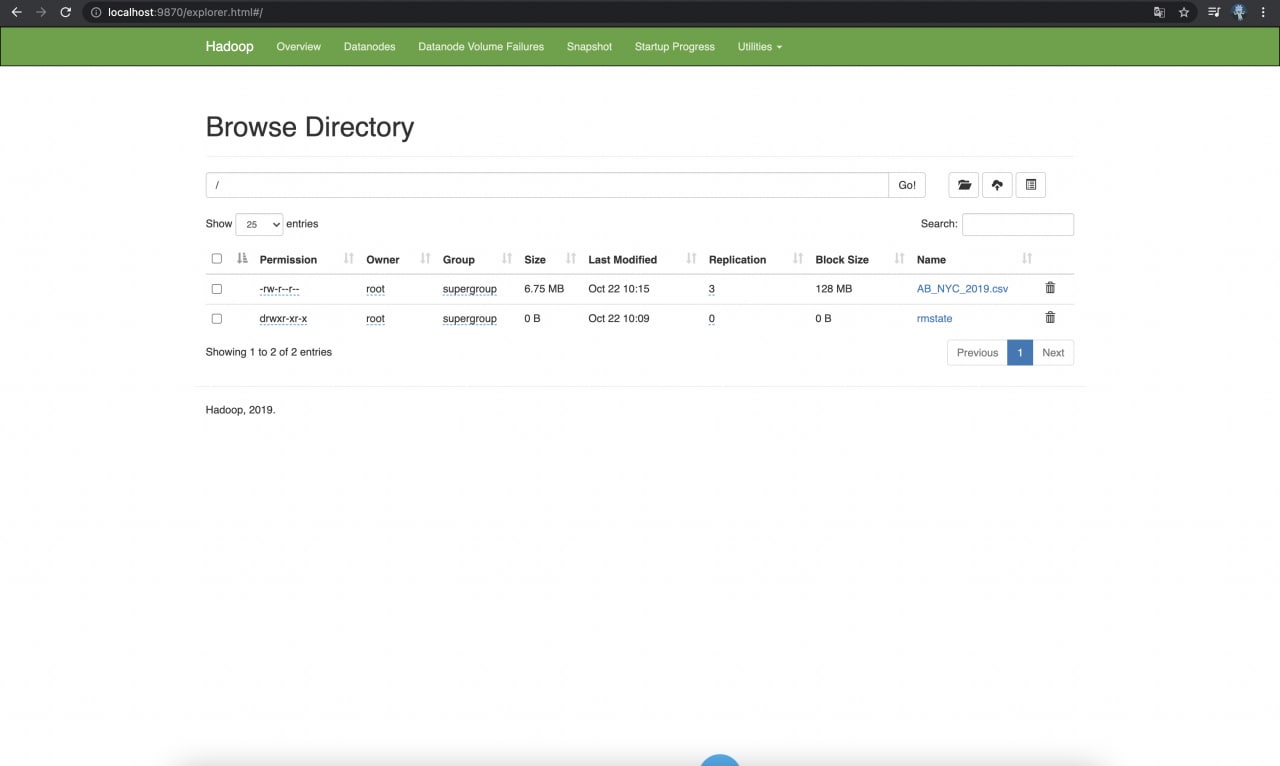 localhost:9870/explorer.html#/
Hadoop Overview Datanodes Datanode Volume Failures Snapshot Startup Progress Utilities
Browse Directory
/ Go!
Show 25 entries Search:
Permission Owner Group Size Last Modified Replication Block Size Name
-rw-r--r-- root supergroup 6.75 MB Oct 22 10:15 3 128 MB AB_NYC_2019.csv
drwxr-xr-x root supergroup 0 B Oct 22 10:09 0 0 B rmstate
Showing 1 to 2 of 2 entries Previous 1 Next
Hadoop, 2019.